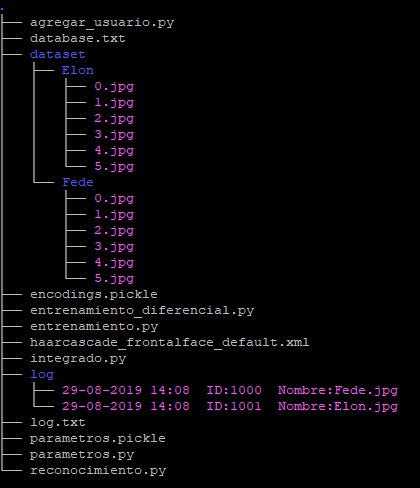 .
├── agregar_usuario.py
├── database.txt
├── dataset
│   ├── Elon
│   │   ├── 0.jpg
│   │   ├── 1.jpg
│   │   ├── 2.jpg
│   │   ├── 3.jpg
│   │   ├── 4.jpg
│   │   └── 5.jpg
│   └── Fede
│       ├── 0.jpg
│       ├── 1.jpg
│       ├── 2.jpg
│       ├── 3.jpg
│       ├── 4.jpg
│       └── 5.jpg
├── encodings.pickle
├── entrenamiento_diferencial.py
├── entrenamiento.py
├── haarcascade_frontalface_default.xml
├── integrado.py
├── log
│   ├── 29-08-2019 14:08  ID:1000  Nombre:Fede.jpg
│   └── 29-08-2019 14:08  ID:1001  Nombre:Elon.jpg
├── log.txt
├── parametros.pickle
├── parametros.py
└── reconocimiento.py